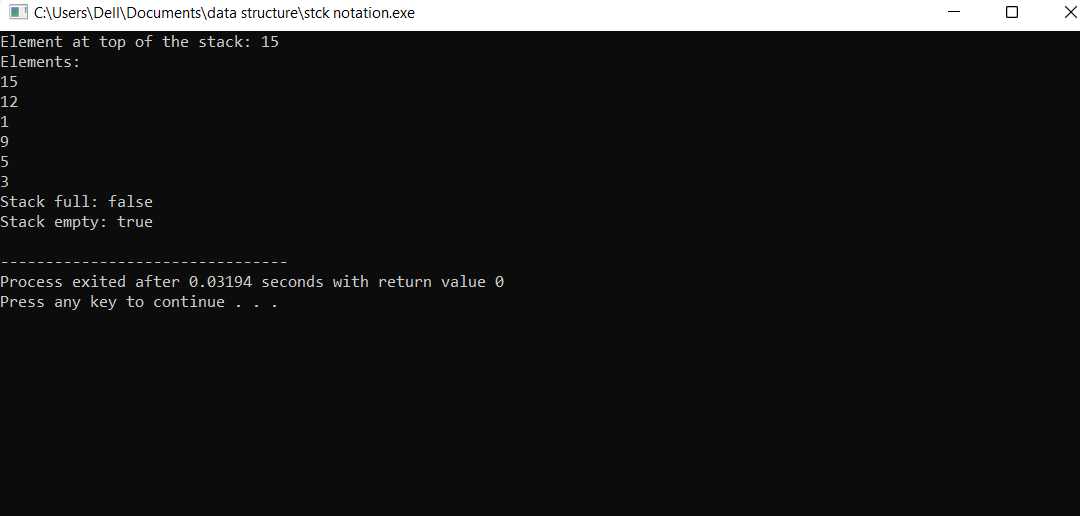 C:\Users\Dell\Documents\data structure\stck notation.exe
Element at top of the stack: 15
Elements:
15
12
1
9
5
3
Stack full: false
Stack empty: true
--------------------------------
Process exited after 0.03194 seconds with return value 0
Press any key to continue . . .